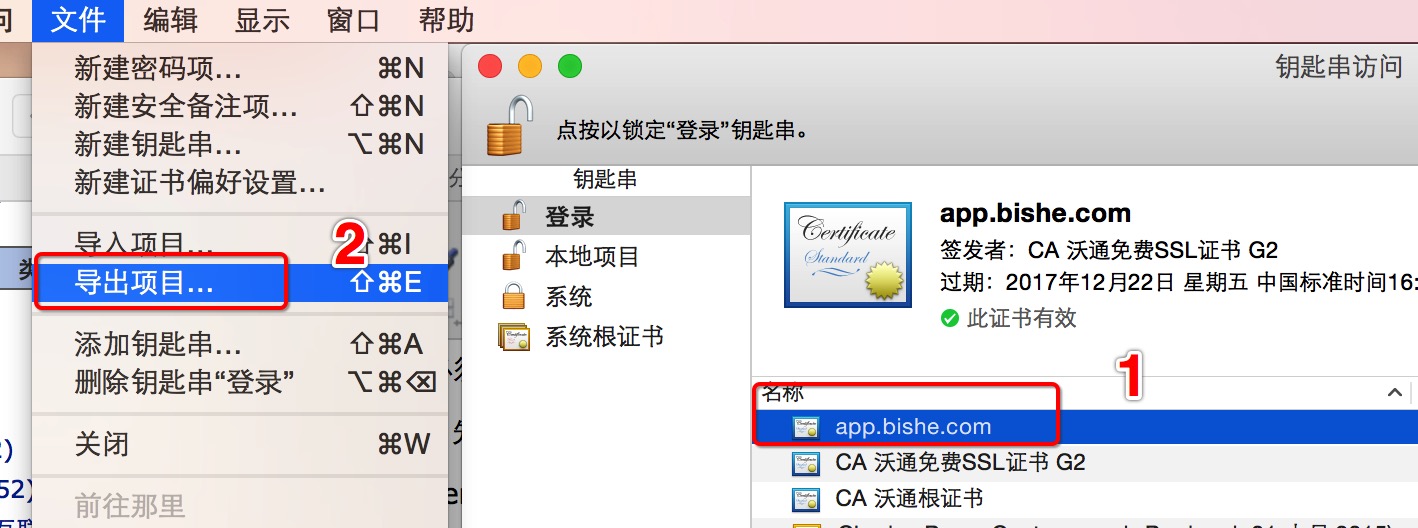 问 文件 编辑 显示 窗口 帮助
新建密码项... ⌘N
新建安全备注项... ⇧⌘N
新建钥匙串... ⌥⌘N
新建证书偏好设置...
导入项目... ⇧⌘I
2
导出项目... ⇧⌘E
添加钥匙串... ⇧⌘A
删除钥匙串“登录” ⌥⌘⌫
关闭 ⌘W
前往那里
钥匙串访问
点按以锁定“登录”钥匙串。
钥匙串
登录
本地项目
系统
系统根证书
Certificate
Standard
app.bishe.com
签发者：CA 沃通免费SSL证书 G2
过期：2017年12月22日 星期五 中国标准时间16:
此证书有效
1
名称
app.bishe.com
CA 沃通免费SSL证书 G2
CA 沃通根证书
类
2)
52)